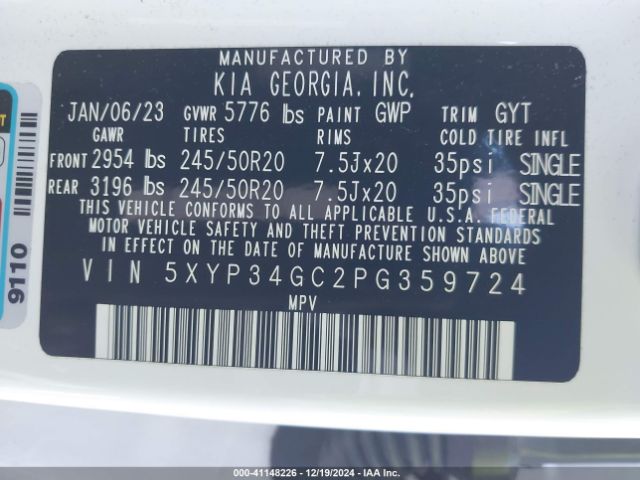 MANUFACTURED BY
KIA GEORGIA, INC.
JAN/06/23 GVWR 5776 lbs PAINT GWP TRIM GYT
GAWR TIRES RIMS COLD TIRE INFL
FRONT 2954 lbs 245/50R20 7.5Jx20 35psi SINGLE
REAR 3196 lbs 245/50R20 7.5Jx20 35psi SINGLE
THIS VEHICLE CONFORMS TO ALL APPLICABLE U.S.A. FEDERAL
MOTOR VEHICLE SAFETY AND THEFT PREVENTION STANDARDS
IN EFFECT ON THE DATE OF MANUFACTURE SHOWN ABOVE.
VIN 5XYP34GC2PG359724
MPV
9110
000-41148226 - 12/19/2024 - IAAI.COM